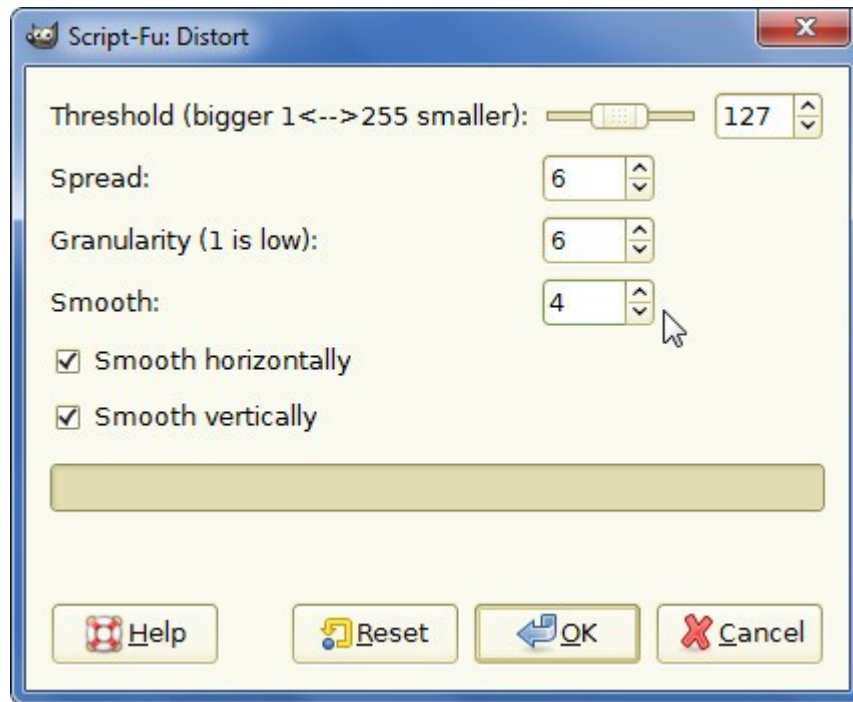 Script-Fu: Distort
Threshold (bigger 1<-->255 smaller): 127
Spread: 6
Granularity (1 is low): 6
Smooth: 4
Smooth horizontally
Smooth vertically
Help Reset OK Cancel